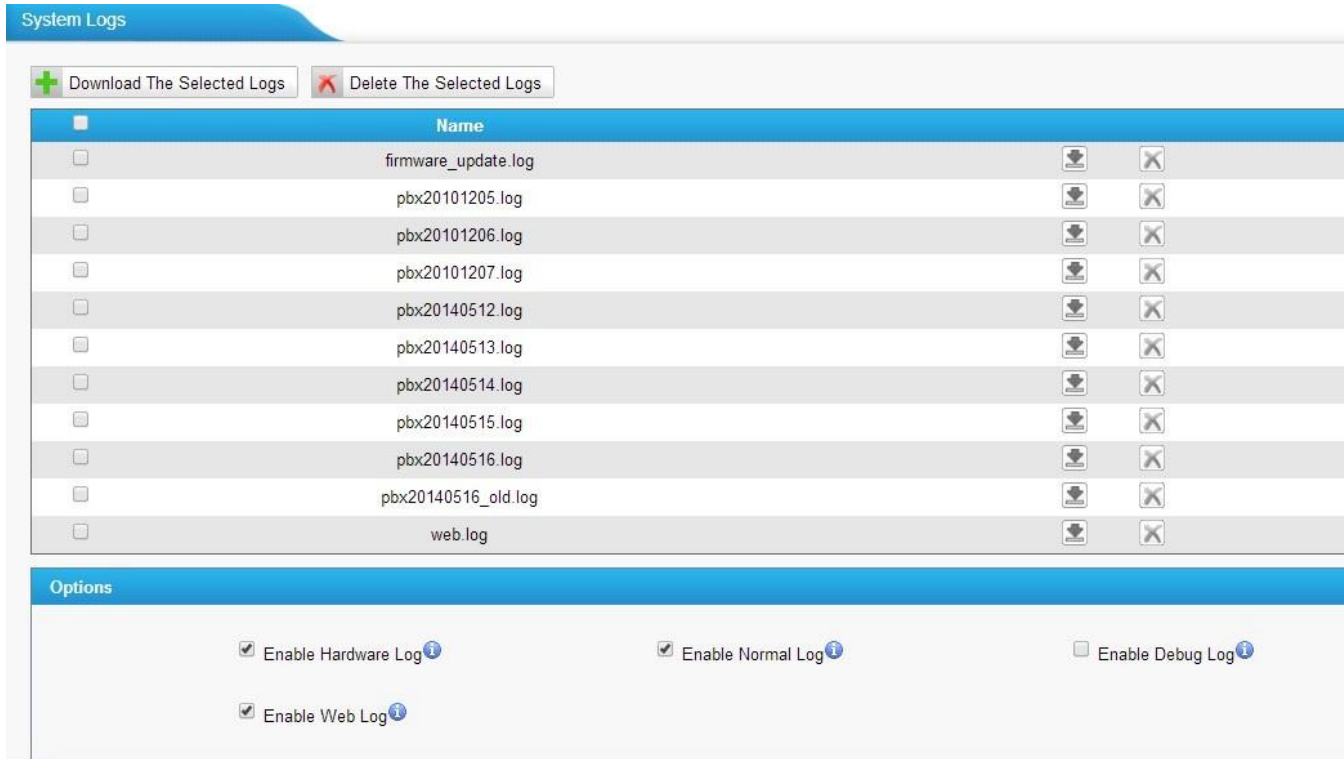 System Logs
Download The Selected Logs Delete The Selected Logs
Name
firmware_update.log
pbx20101205.log
pbx20101206.log
pbx20101207.log
pbx20140512.log
pbx20140513.log
pbx20140514.log
pbx20140515.log
pbx20140516.log
pbx20140516_old.log
web.log
Options
Enable Hardware Log Enable Normal Log Enable Debug Log
Enable Web Log